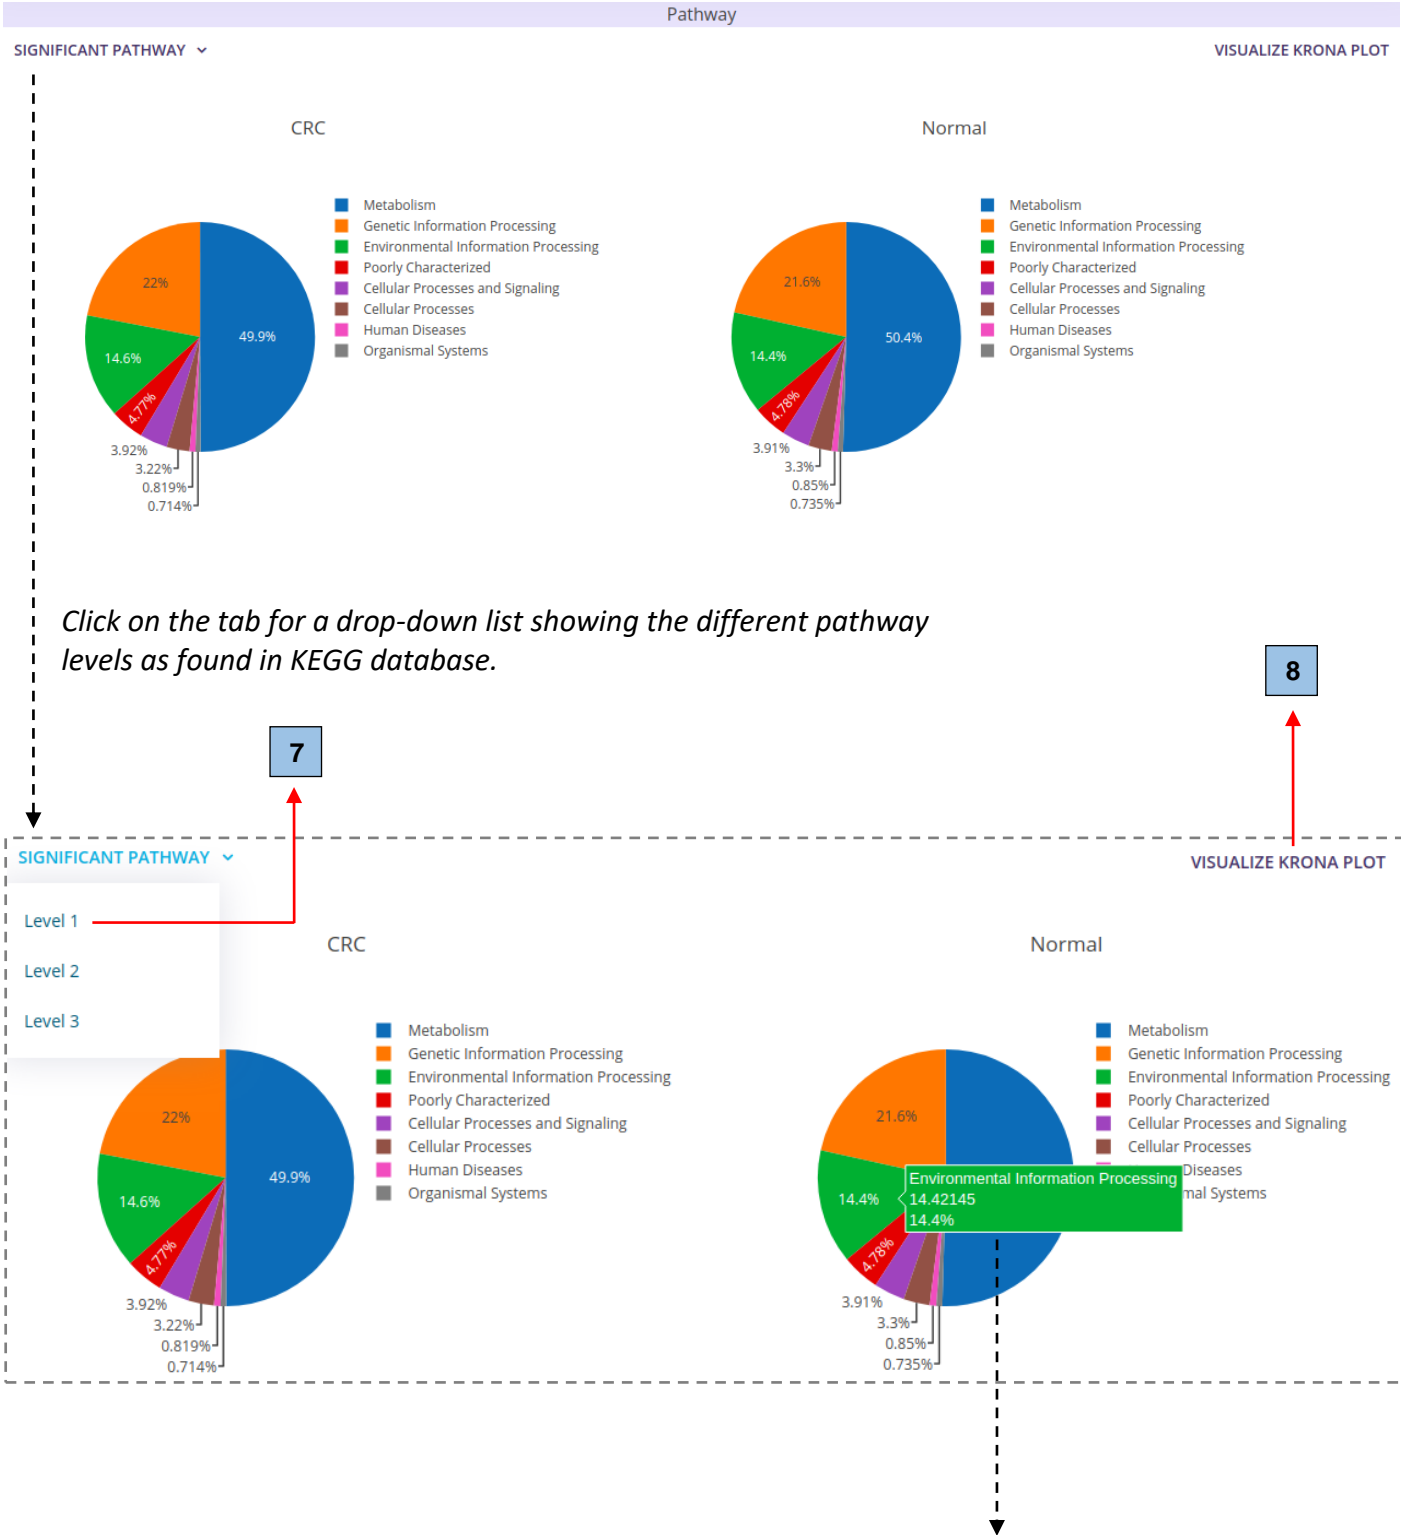 Pathway
SIGNIFICANT PATHWAY
VISUALIZE KRONA PLOT
CRC
Metabolism
Genetic Information Processing
Environmental Information Processing
Poorly Characterized
Cellular Processes and Signaling
Cellular Processes
Human Diseases
Organismal Systems
22%
49.9%
14.6%
4.77%
3.92%
3.22%
0.819%
0.714%
Normal
Metabolism
Genetic Information Processing
Environmental Information Processing
Poorly Characterized
Cellular Processes and Signaling
Cellular Processes
Human Diseases
Organismal Systems
21.6%
50.4%
14.4%
4.78%
3.91%
3.3%
0.85%
0.735%
Click on the tab for a drop-down list showing the different pathway
levels as found in KEGG database.
8
7
SIGNIFICANT PATHWAY
VISUALIZE KRONA PLOT
Level 1
Level 2
Level 3
CRC
Metabolism
Genetic Information Processing
Environmental Information Processing
Poorly Characterized
Cellular Processes and Signaling
Cellular Processes
Human Diseases
Organismal Systems
22%
49.9%
14.6%
4.77%
3.92%
3.22%
0.819%
0.714%
Normal
Metabolism
Genetic Information Processing
Environmental Information Processing
Poorly Characterized
Cellular Processes and Signaling
Cellular Processes
Diseases
mal Systems
21.6%
14.4%
Environmental Information Processing
14.42145
14.4%
4.78%
3.91%
3.3%
0.85%
0.735%